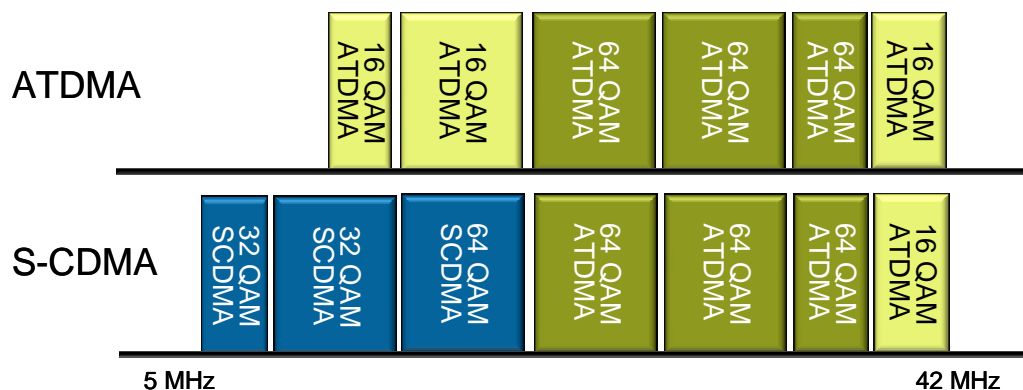 ATDMA
16 QAM
ATDMA
16 QAM
ATDMA
64 QAM
ATDMA
64 QAM
ATDMA
64 QAM
ATDMA
16 QAM
ATDMA
S-CDMA
32 QAM
SCDMA
32 QAM
SCDMA
64 QAM
SCDMA
64 QAM
ATDMA
64 QAM
ATDMA
64 QAM
ATDMA
16 QAM
ATDMA
5 MHz
42 MHz